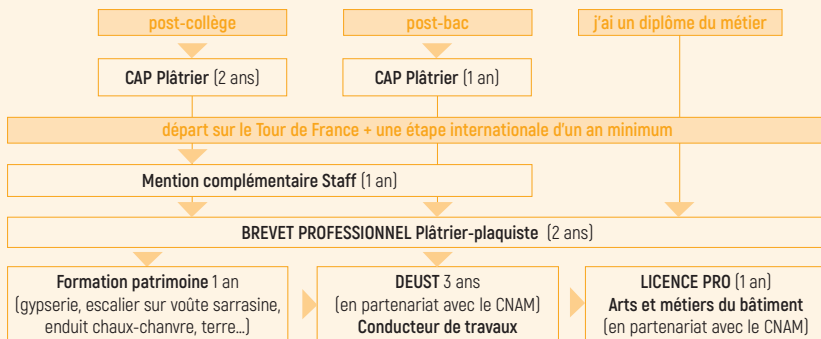 post-collège
post-bac
j'ai un diplôme du métier
CAP Plâtrier (2 ans)
CAP Plâtrier (1 an)
départ sur le Tour de France + une étape internationale d'un an minimum
Mention complémentaire Staff (1 an)
BREVET PROFESSIONNEL Plâtrier-plaquiste (2 ans)
Formation patrimoine 1 an
(gypserie, escalier sur voûte sarrasine,
enduit chaux-chanvre, terre...)
DEUST 3 ans
(en partenariat avec le CNAM)
Conducteur de travaux
LICENCE PRO (1 an)
Arts et métiers du bâtiment
(en partenariat avec le CNAM)